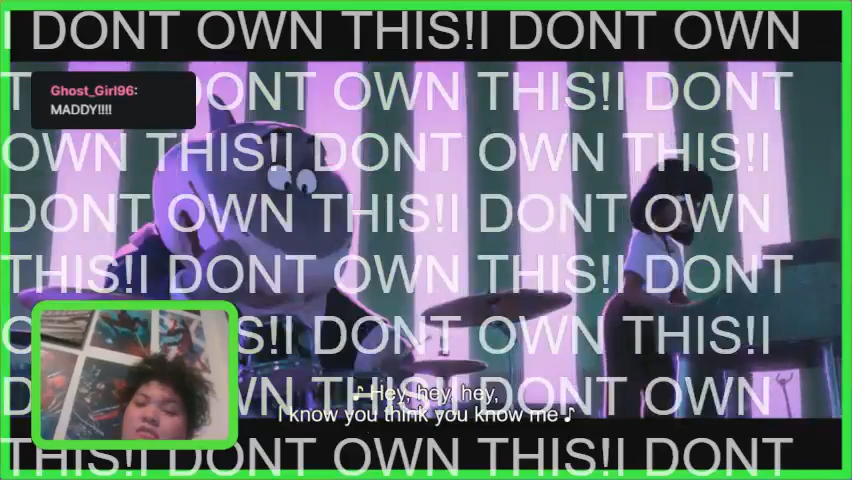 I DONT OWN THIS!I DONT OWN
T DONT OWN THIS!I DONT
Ghost_Girl96:
MADDY!!!!
OWN THIS!I DONT OWN THIS!I
DONT OWN THIS!I DONT OWN
THIS!I DONT OWN THIS!I DONT
S!I DONT OWN THIS!I
WN THIS!I DONT OWN
♪ Hey, hey, hey,
I know you think you know me ♪
THIS!I DONT OWN THIS!I DONT